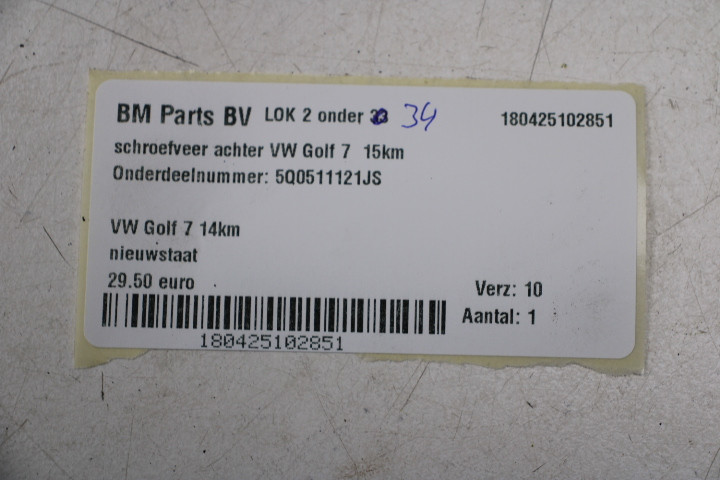 BM Parts BV LOK 2 onder 34 180425102851
schroefveer achter VW Golf 7 15km
Onderdeelnummer: 5Q0511121JS
VW Golf 7 14km
nieuwstaat
29.50 euro
Verz: 10
Aantal: 1
180425102851